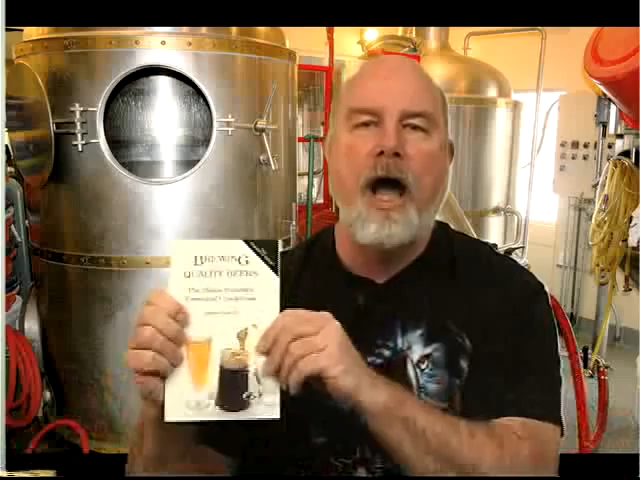 BREWING
QUALITY BEERS
The Home Brewer's
Essential Guidebook